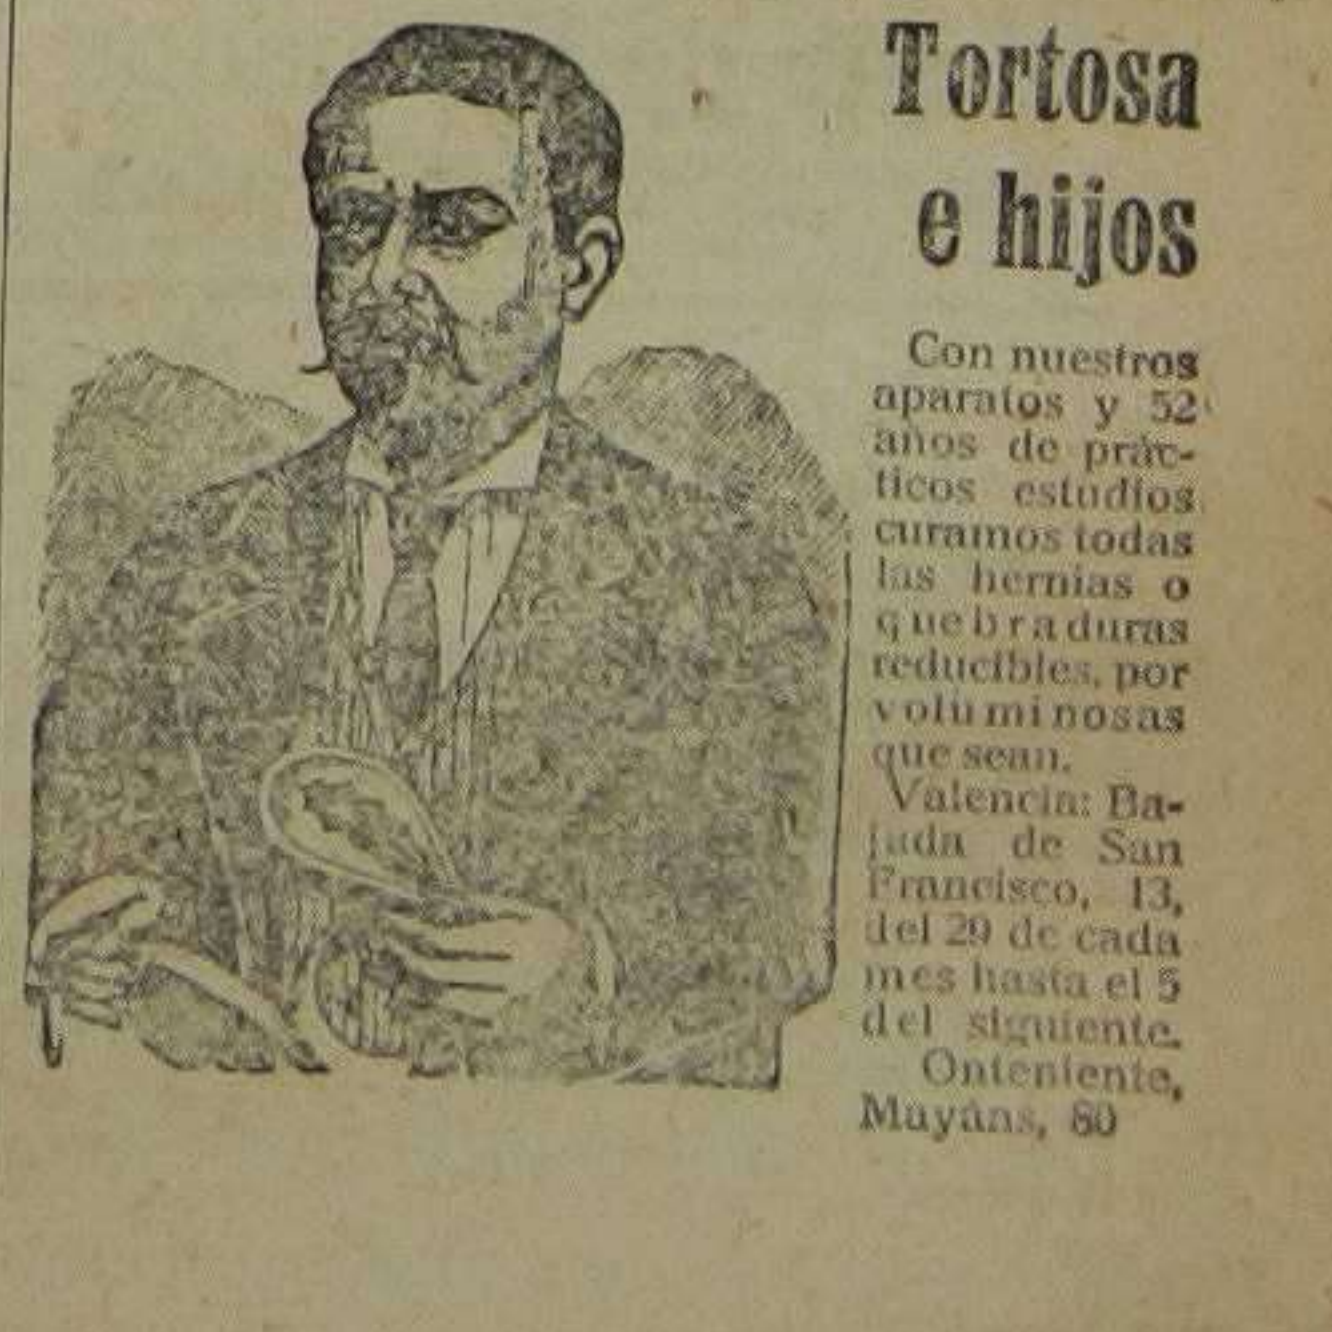 Tortosa
e hijos
Con nuestros
aparatos y 52
años de prác-
ticos estudios
curamos todas
las hernias o
quebraduras
reducibles, por
voluminosas
que sean.
Valencia: Ba-
jada de San
Francisco, 13,
del 29 de cada
mes hasta el 5
del siguiente.
Onteniente,
Mayáns, 80